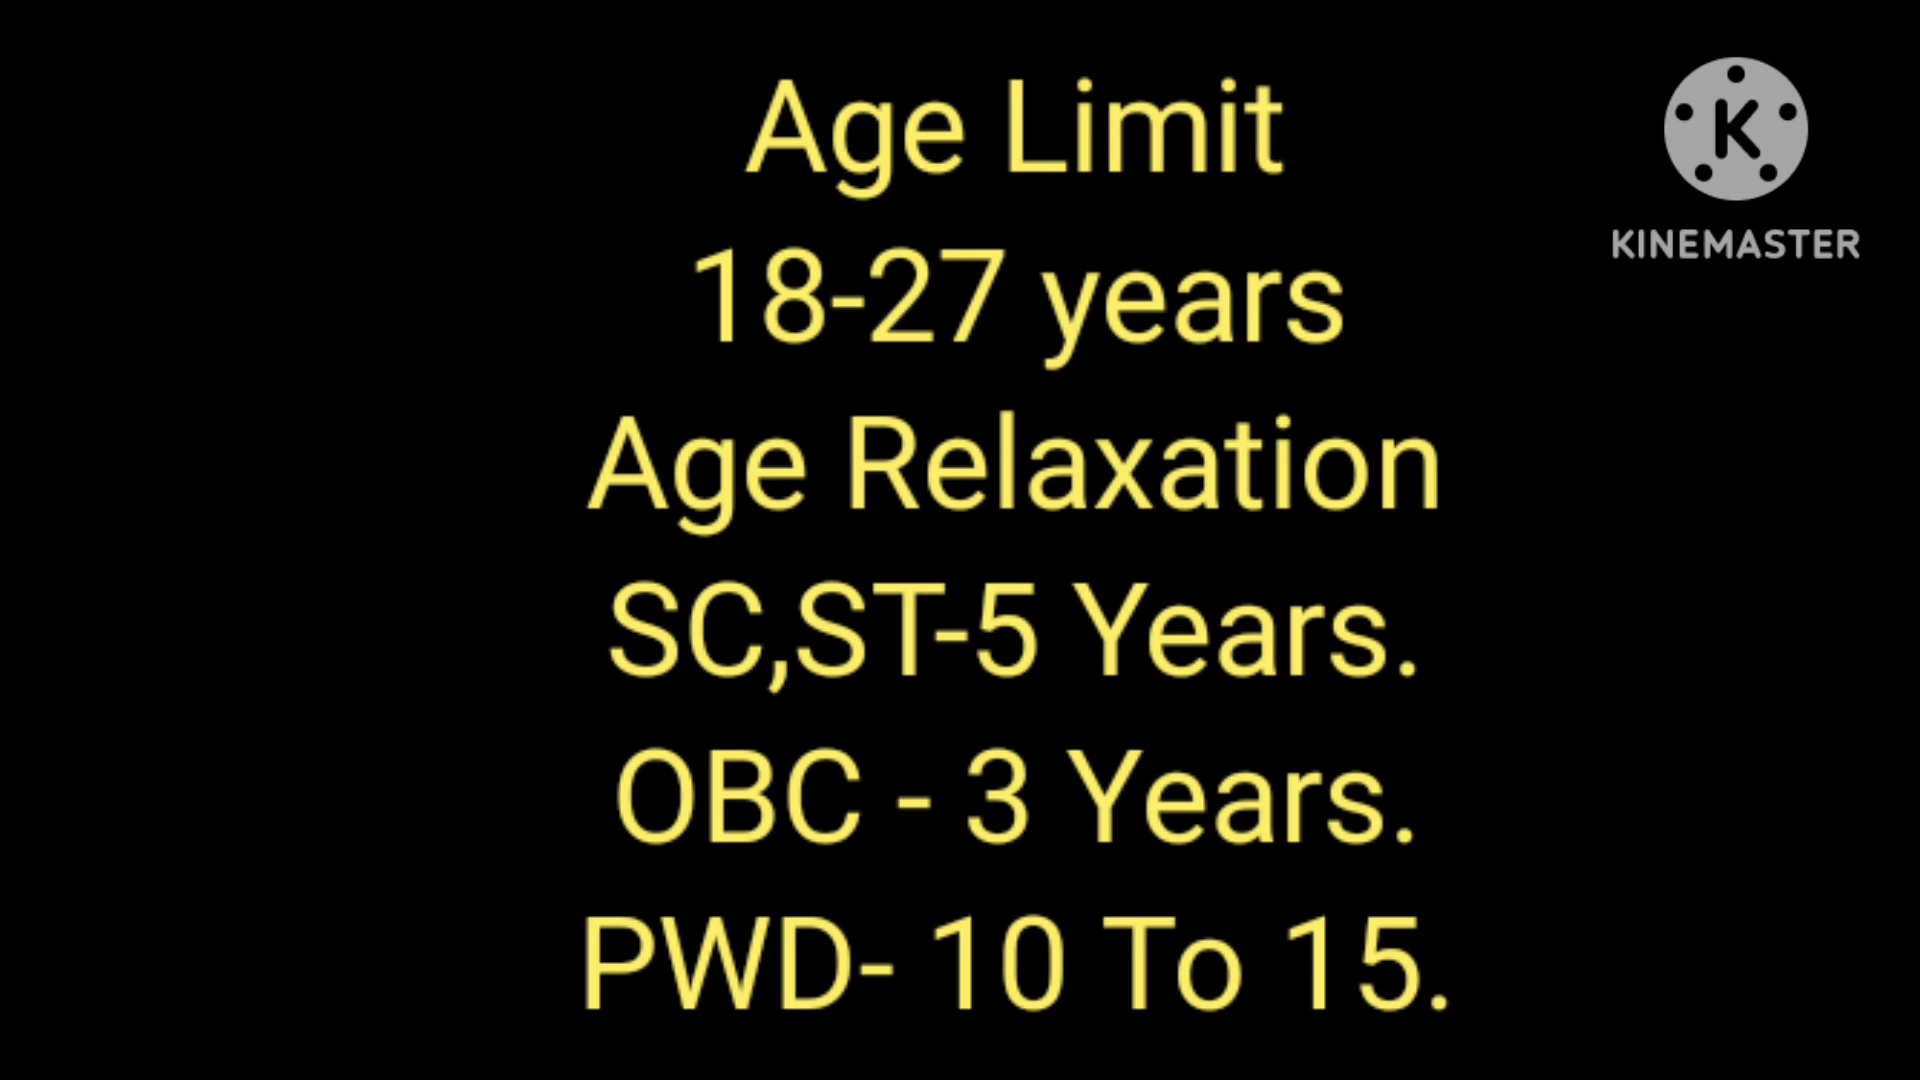 Age Limit
18-27 years
Age Relaxation
SC,ST-5 Years.
OBC - 3 Years.
PWD- 10 To 15.
K
KINEMASTER